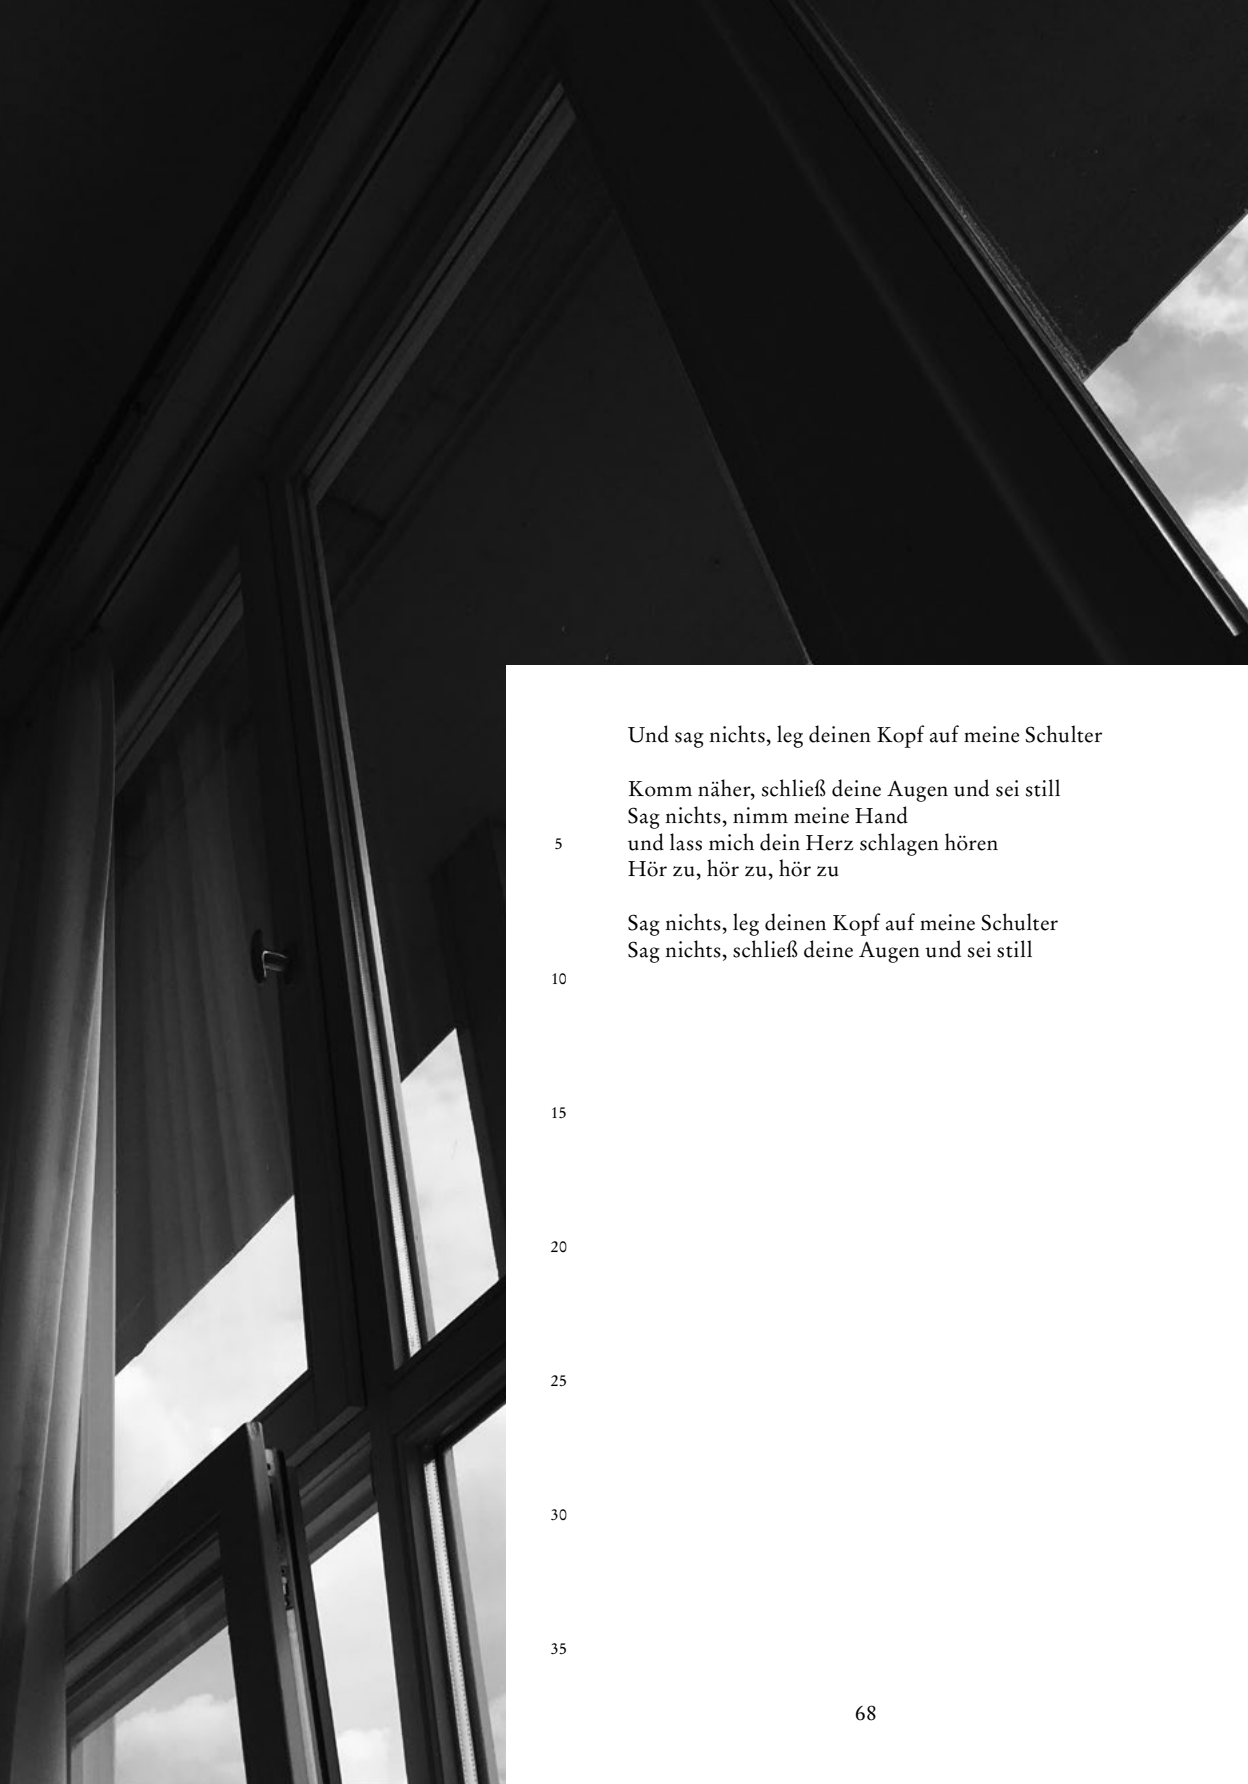 Und sag nichts, leg deinen Kopf auf meine Schulter
Komm näher, schließ deine Augen und sei still
Sag nichts, nimm meine Hand
5 und lass mich dein Herz schlagen hören
Hör zu, hör zu, hör zu
Sag nichts, leg deinen Kopf auf meine Schulter
Sag nichts, schließ deine Augen und sei still
10
15
20
25
30
35
68